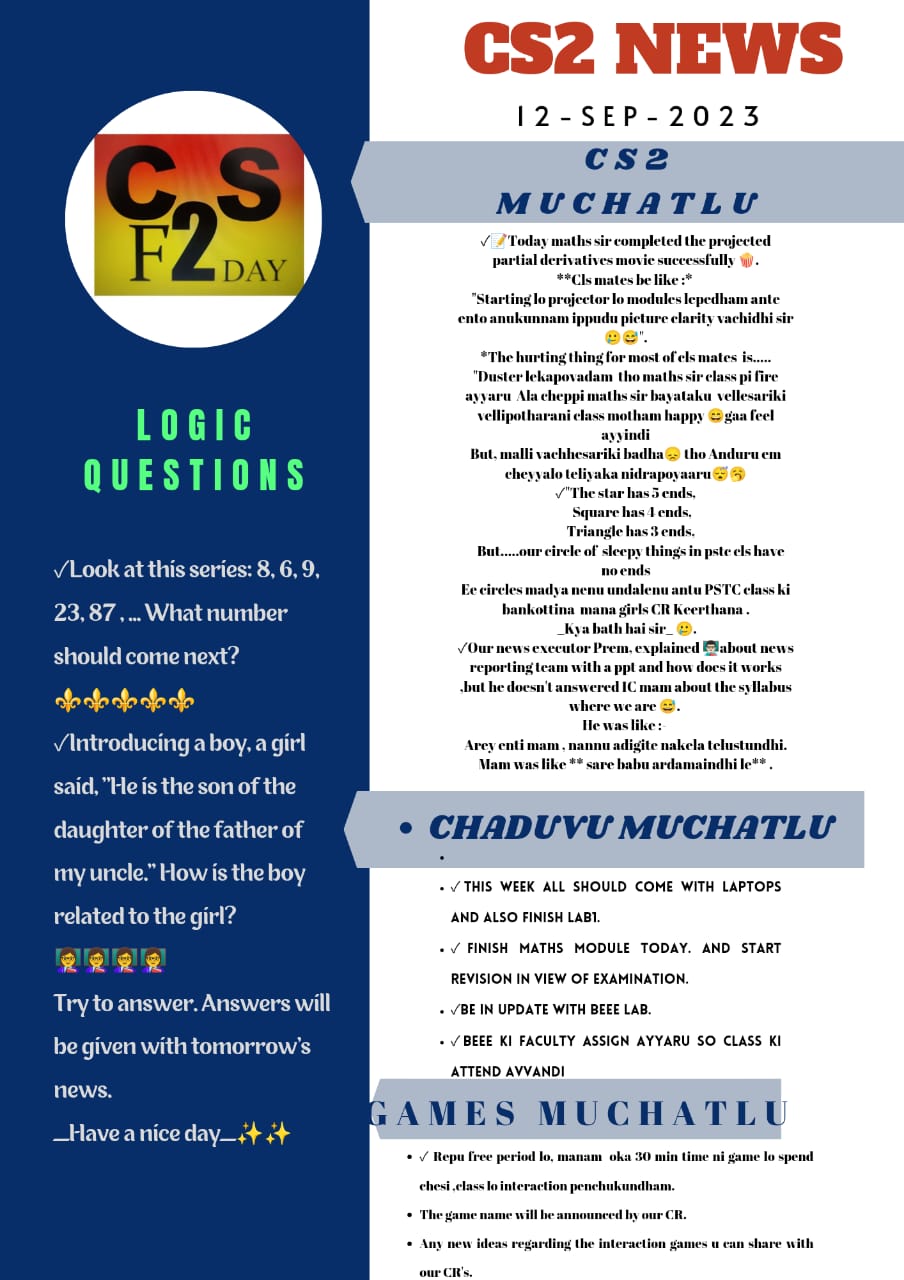 CS2 NEWS
12-SEP-2023
CS
F2 DAY
LOGIC
QUESTIONS
✓Look at this series: 8, 6, 9,
23, 87 , ... What number
should come next?
⚜️⚜️⚜️⚜️⚜️
✓Introducing a boy, a girl
said, "He is the son of the
daughter of the father of
my uncle." How is the boy
related to the girl?
👩‍🏫👩‍🏫👩‍🏫👩‍🏫
Try to answer. Answers will
be given with tomorrow's
news.
_Have a nice day_✨✨
CS2
MUCHATLU
✓📝Today maths sir completed the projected
partial derivatives movie successfully 🍿.
**Cls mates be like :*
"Starting lo projector lo modules lepedham ante
ento anukunnam ippudu picture clarity vachidhi sir
🥲😅".
*The hurting thing for most of cls mates is.....
"Duster lekapovadam tho maths sir class pi fire
ayyaru Ala cheppi maths sir bayataku vellesariki
vellipotharani class motham happy 😄gaa feel
ayyindi
But, malli vachhesariki badha😞 tho Anduru em
cheyyalo teliyaka nidrapoyaaru😴🥱
✓"The star has 5 ends,
Square has 4 ends,
Triangle has 3 ends,
But.....our circle of sleepy things in pstc cls have
no ends
Ee circles madya nenu undalenu antu PSTC class ki
bankottina mana girls CR Keerthana .
_Kya bath hai sir_ 🥲.
✓Our news executor Prem, explained 👨🏻‍🏫about news
reporting team with a ppt and how does it works
,but he doesn't answered IC mam about the syllabus
where we are 😅.
He was like :-
Arey enti mam , nannu adigite nakela telustundhi.
Mam was like ** sare babu ardamaindhi le** .
• CHADUVU MUCHATLU
•
• ✓ THIS WEEK ALL SHOULD COME WITH LAPTOPS
AND ALSO FINISH LAB1.
• ✓ FINISH MATHS MODULE TODAY. AND START
REVISION IN VIEW OF EXAMINATION.
• ✓BE IN UPDATE WITH BEEE LAB.
• ✓BEEE KI FACULTY ASSIGN AYYARU SO CLASS KI
ATTEND AVVANDI
GAMES MUCHATLU
• ✓ Repu free period lo, manam oka 30 min time ni game lo spend
chesi ,class lo interaction penchukundham.
• The game name will be announced by our CR.
• Any new ideas regarding the interaction games u can share with
our CR's.